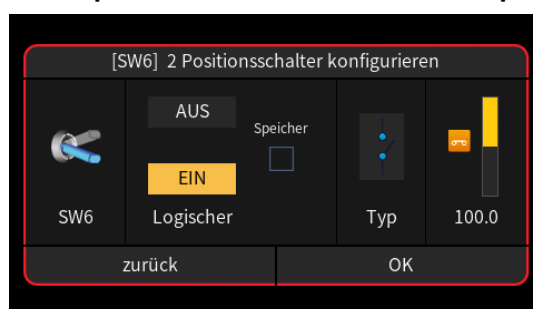 [SW6] 2 Positionsschalter konfigurieren
AUS
Speicher
EIN
SW6
Logischer
Typ
100.0
zurück
OK